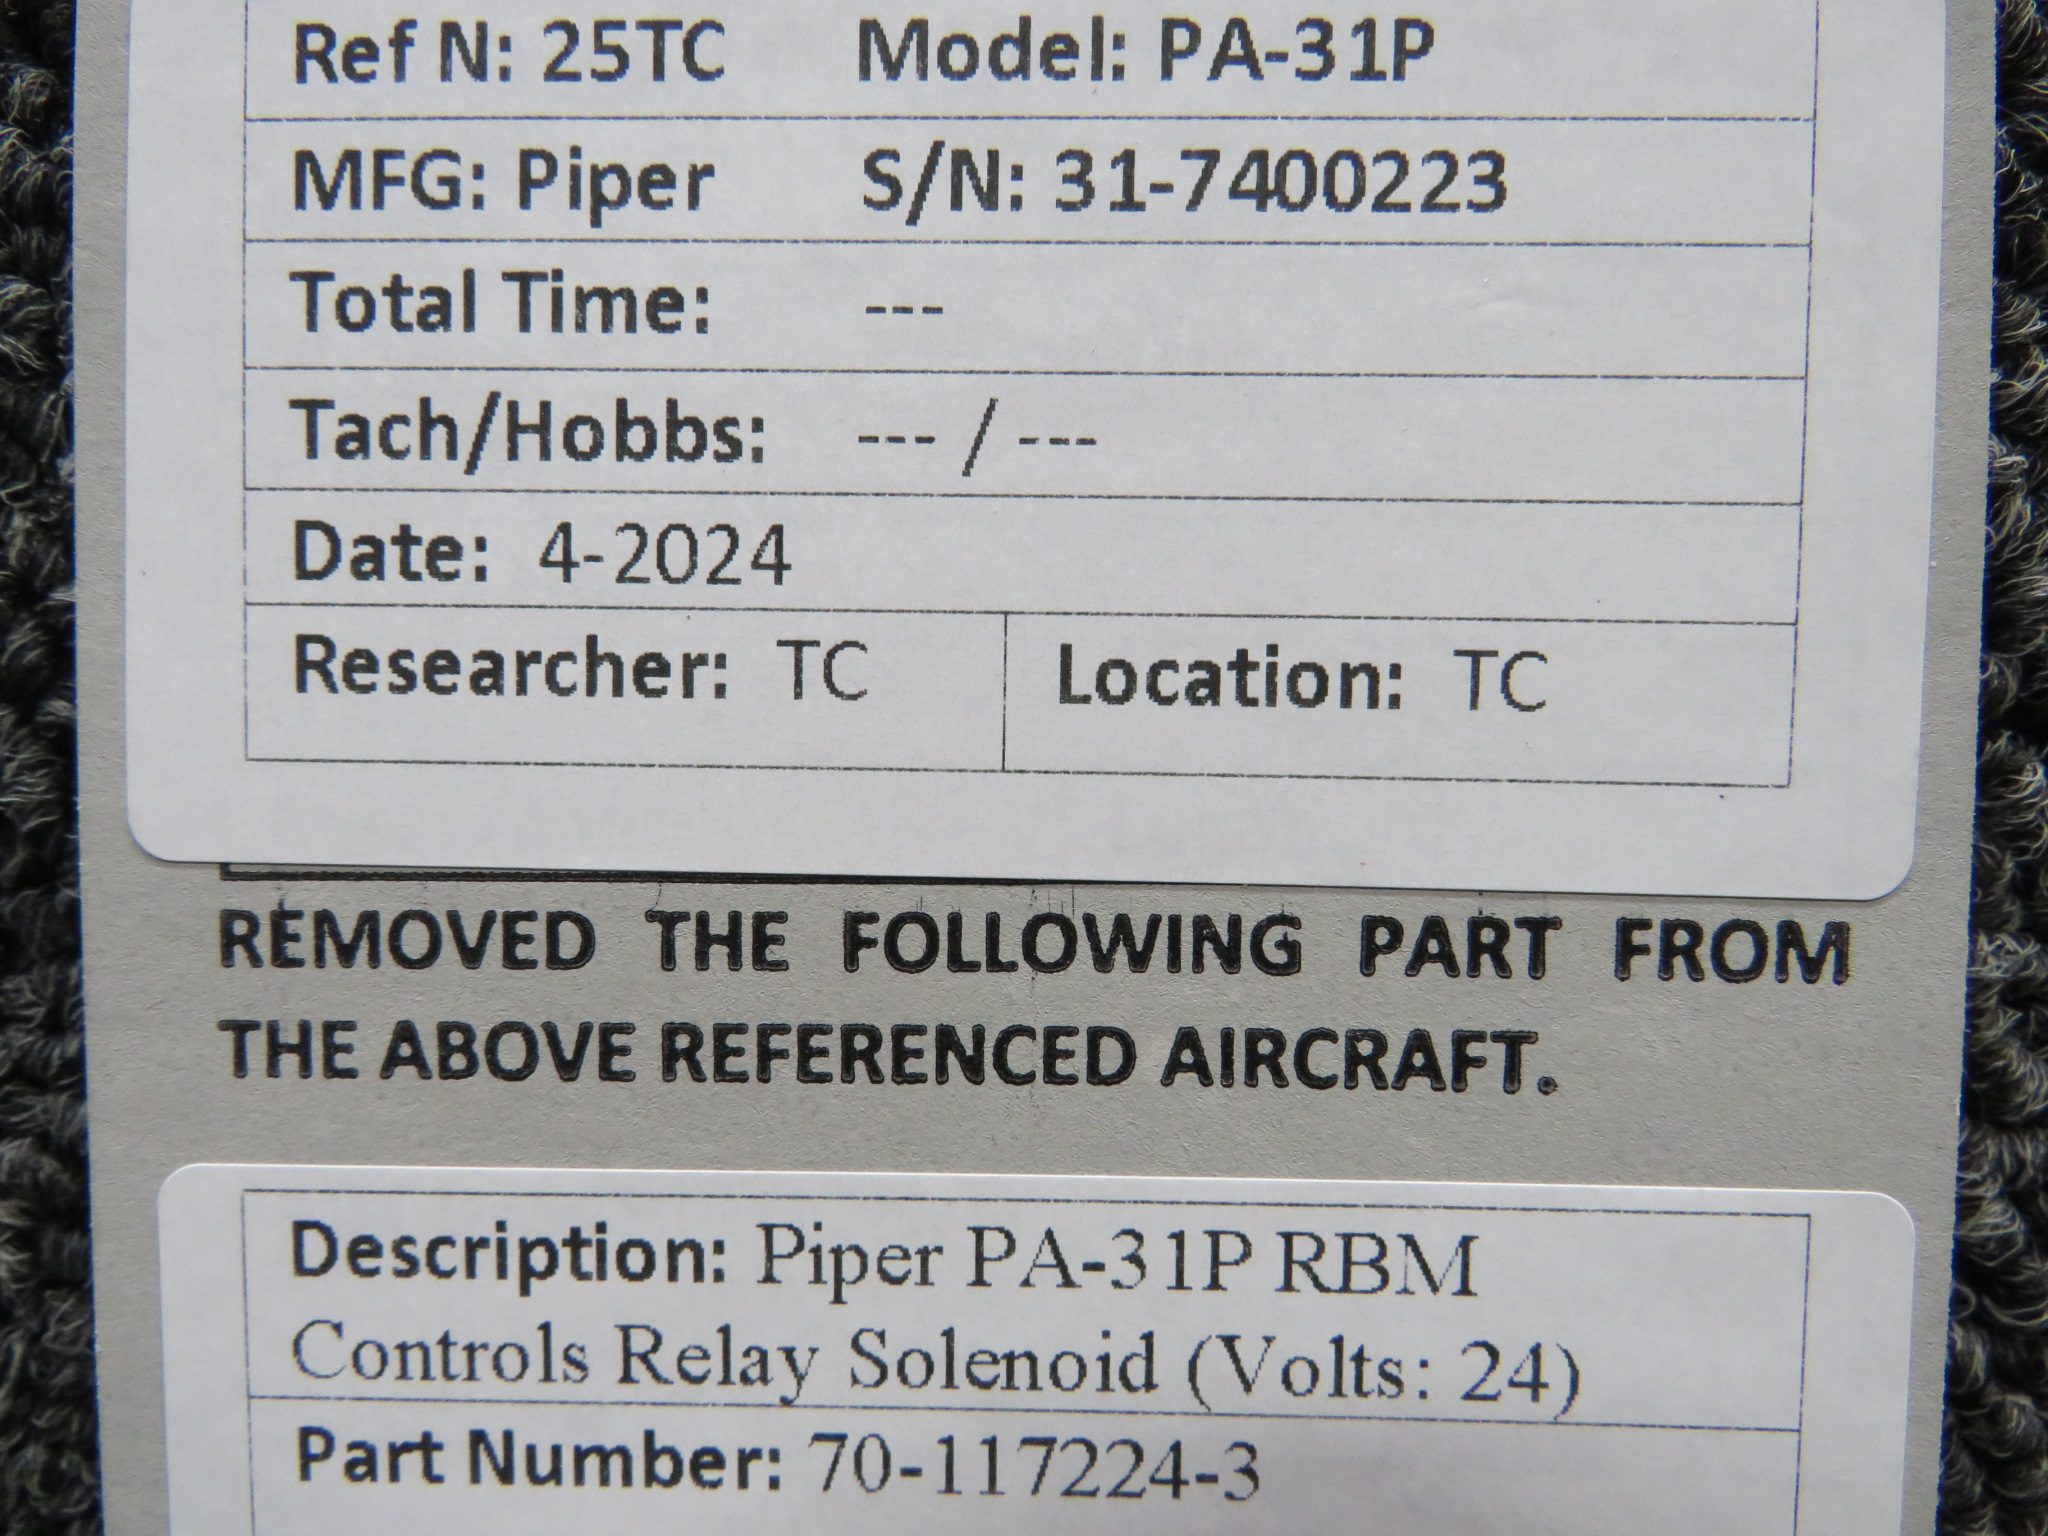 Ref N: 25TC Model: PA-31P
MFG: Piper S/N: 31-7400223
Total Time: ---
Tach/Hobbs: --- / ---
Date: 4-2024
Researcher: TC Location: TC
REMOVED THE FOLLOWING PART FROM
THE ABOVE REFERENCED AIRCRAFT.
Description: Piper PA-31P RBM
Controls Relay Solenoid (Volts: 24)
Part Number: 70-117224-3